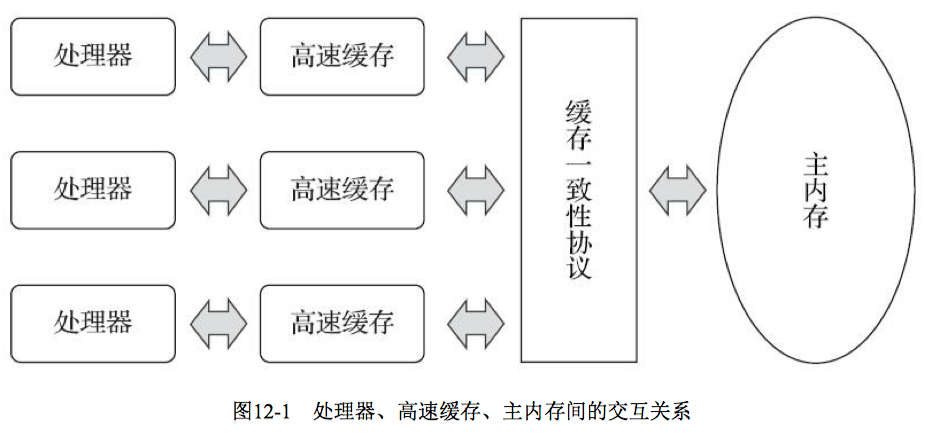 处理器
高速缓存
处理器
高速缓存
处理器
高速缓存
缓存一致性协议
主内存
图12-1 处理器、高速缓存、主内存间的交互关系